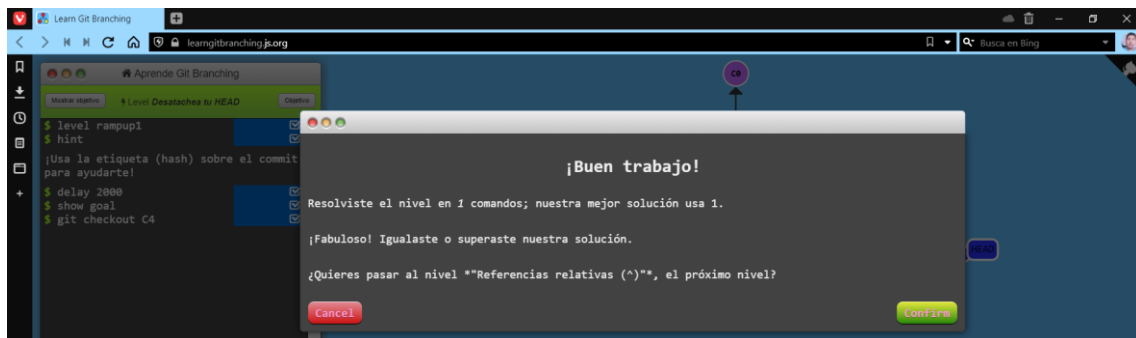 Learn Git Branching
learngitbranching.js.org
Busca en Bing
Aprende Git Branching
Mostrar objetivo
Level Desatachea tu HEAD
Objetivo
$ level rampup1
$ hint
¡Usa la etiqueta (hash) sobre el commit
para ayudarte!
$ delay 2000
$ show goal
$ git checkout C4
C0
HEAD
¡Buen trabajo!
Resolviste el nivel en 1 comandos; nuestra mejor solución usa 1.
¡Fabuloso! Igualaste o superaste nuestra solución.
¿Quieres pasar al nivel *"Referencias relativas (^)"*, el próximo nivel?
Cancel
Confirm